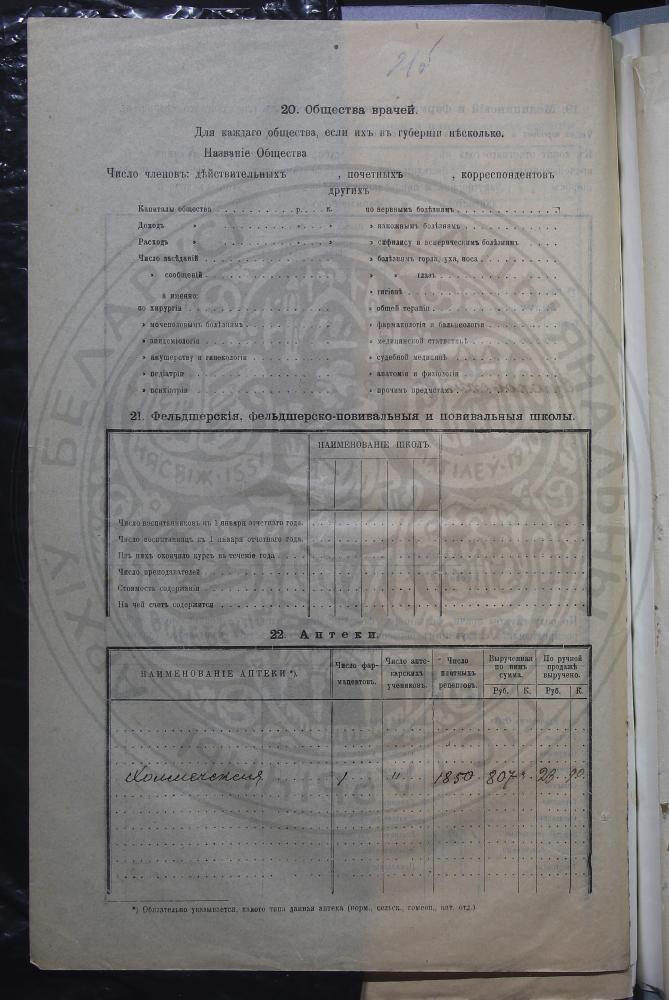 21б
20. Общества врачей.
Для каждаго общества, если ихъ въ губерніи нѣсколько.
Названіе Общества
Число членовъ: дѣйствительныхъ , почетныхъ , корреспондентовъ
другихъ
Капиталы общества . . . . . р. . . . к. по нервнымъ болѣзнямъ
Доходъ » » » » накожнымъ болѣзнямъ
Расходъ » » » » сифилису и венерическимъ болѣзнямъ
Число засѣданій » болѣзнямъ горла, уха, носа
» сообщеній » » глазъ
а именно: » гигіенѣ
по хирургіи » общей терапіи
» мочеполовымъ болѣзнямъ » фармакологіи и бальнеологіи
» эпидеміологіи » медицинской статистикѣ
» акушерству и гинекологіи » судебной медицинѣ
» педіатріи » анатоміи и физіологіи
» психіатріи » прочимъ предметамъ
21. Фельдшерскія, фельдшерско-повивальныя и повивальныя школы.
НАИМЕНОВАНІЕ ШКОЛЪ.
Число воспитанниковъ къ 1 января отчетнаго года.
Число воспитанницъ къ 1 января отчетнаго года.
Изъ нихъ окончило курсъ въ теченіе года
Число преподавателей
Стоимость содержанія
На чей счетъ содержится
22. Аптеки.
НАИМЕНОВАНІЕ АПТЕКИ *).
Число фармацевтовъ.
Число аптекарскихъ учениковъ.
Число платныхъ рецептовъ.
Вырученная по нимъ сумма.
По ручной продажѣ выручено.
Руб. К. Руб. К.
1 " 1850 807 23
*) Обязательно указывается, какого типа данная аптека (норм., сельск., гомеоп., кит. отд.)